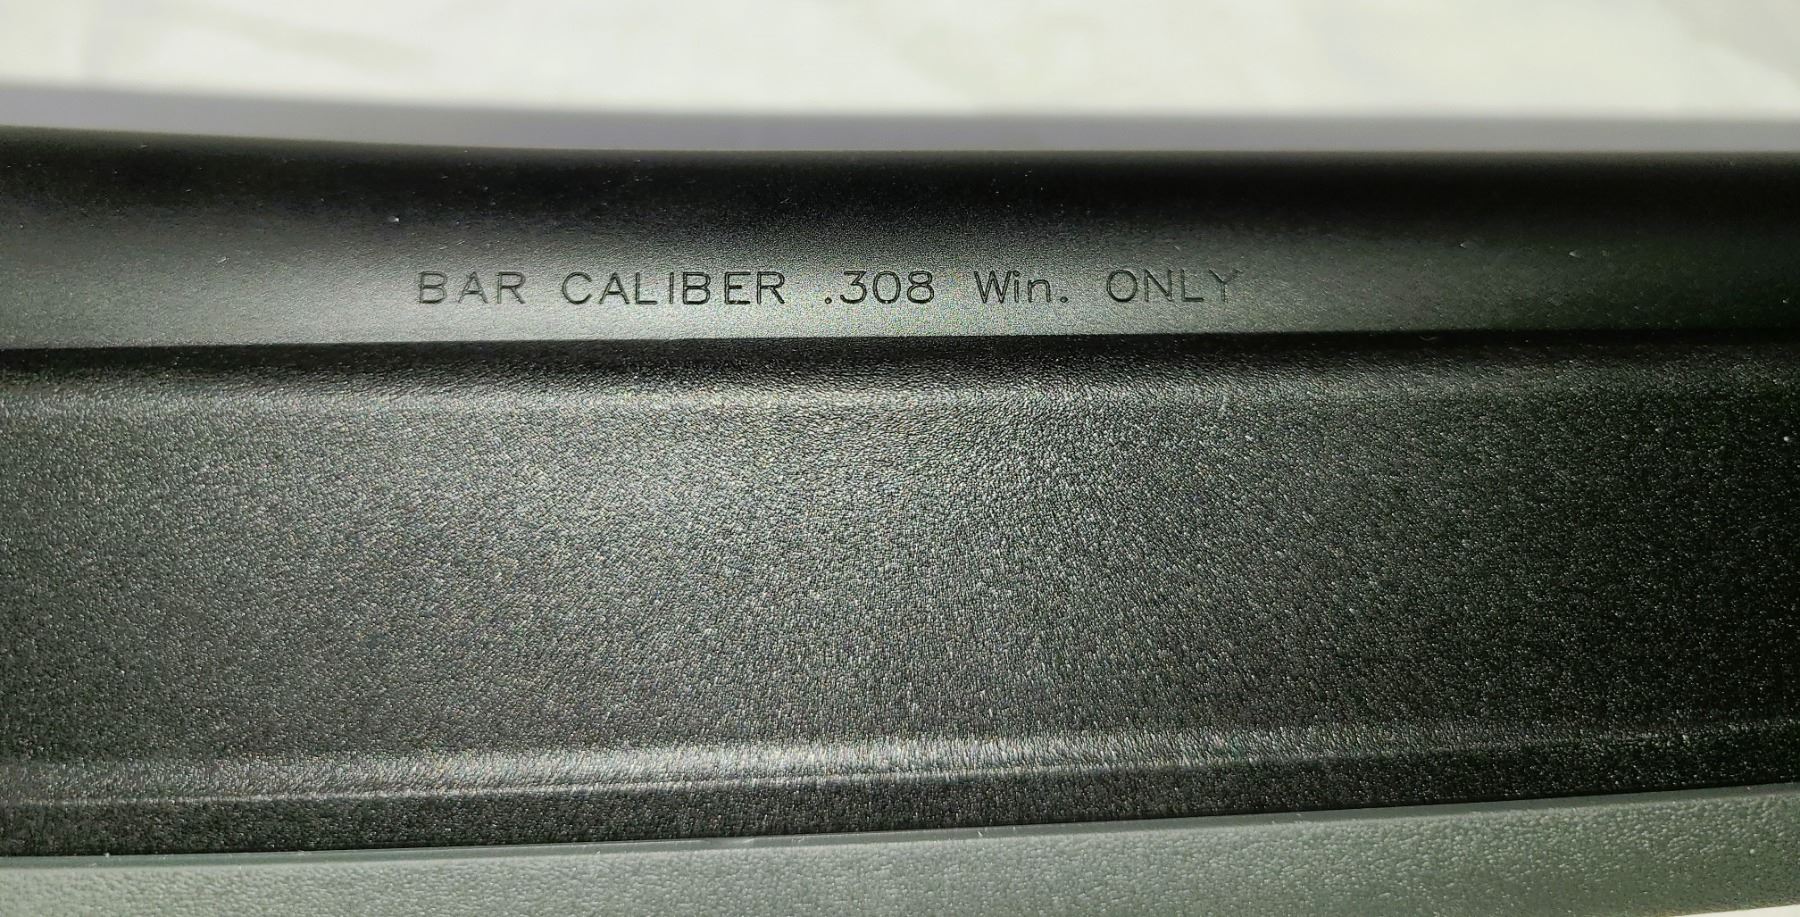 BAR CALIBER .308 Win. ONLY